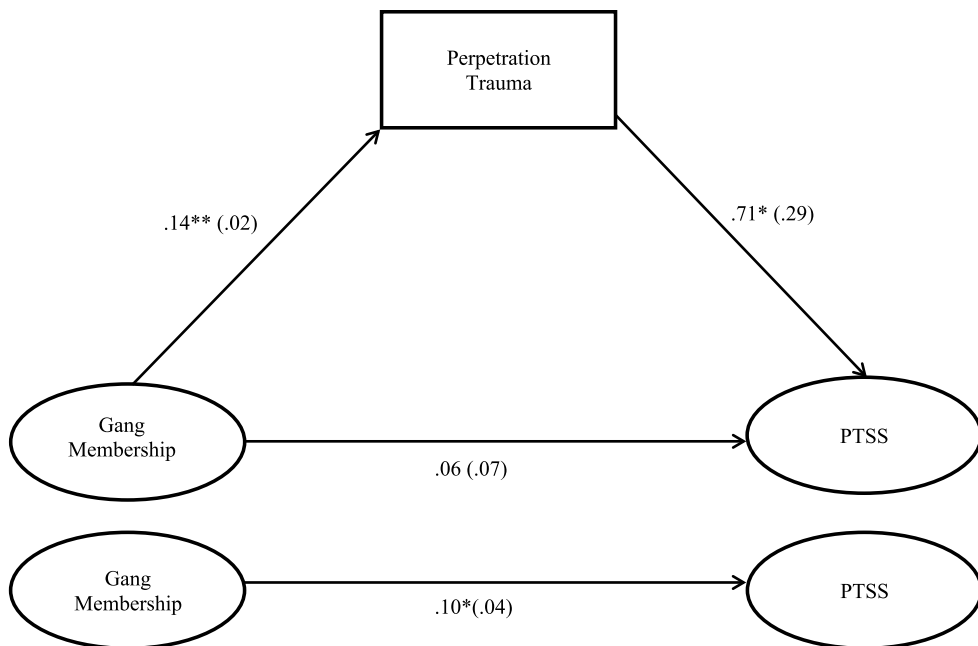 Perpetration
Trauma
.14** (.02)
.71* (.29)
Gang
Membership
PTSS
.06 (.07)
Gang
Membership
PTSS
.10*(.04)